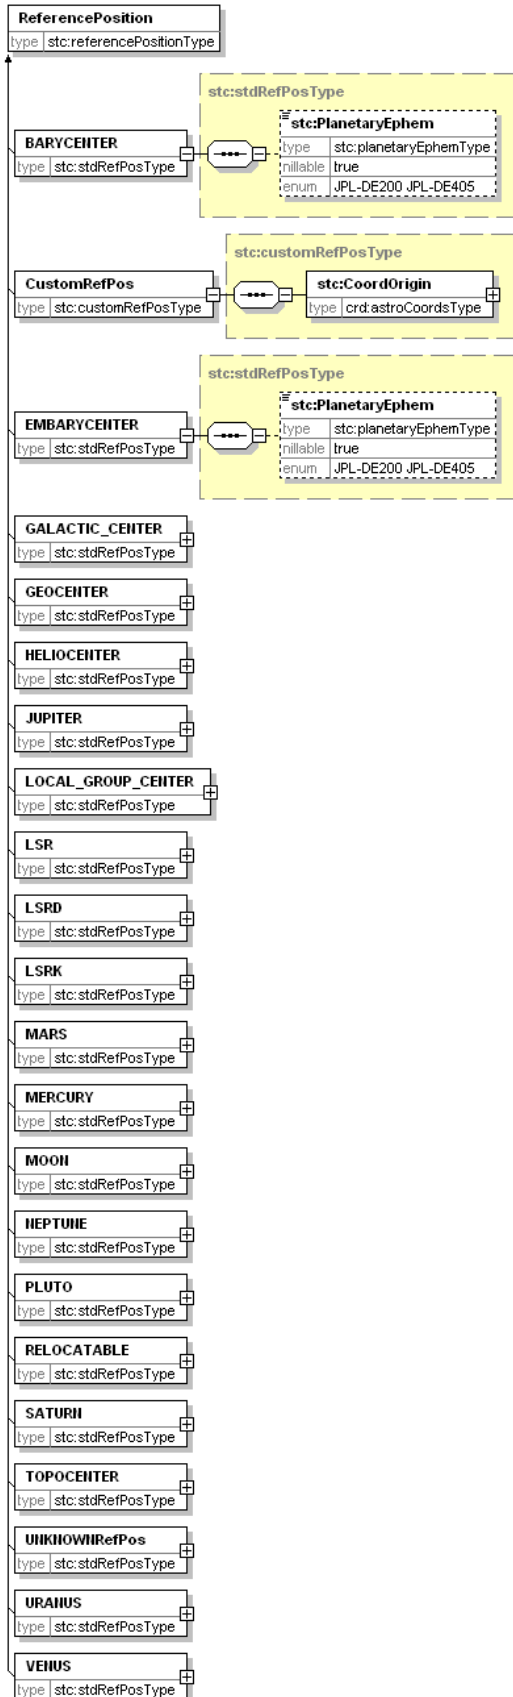 ReferencePosition
type stc:referencePositionType
stc:stdRefPosType
stc:PlanetaryEphem
BARYCENTER
type stc:planetaryEphemType
type stc:stdRefPosType
nillable true
enum JPL-DE200 JPL-DE405
stc:customRefPosType
CustomRefPos
stc:CoordOrigin
type stc:customRefPosType
type crd:astroCoordsType
stc:stdRefPosType
stc:PlanetaryEphem
EMBARYCENTER
type stc:planetaryEphemType
type stc:stdRefPosType
nillable true
enum JPL-DE200 JPL-DE405
GALACTIC_CENTER
type stc:stdRefPosType
GEOCENTER
type stc:stdRefPosType
HELIOCENTER
type stc:stdRefPosType
JUPITER
type stc:stdRefPosType
LOCAL_GROUP_CENTER
type stc:stdRefPosType
LSR
type stc:stdRefPosType
LSRD
type stc:stdRefPosType
LSRK
type stc:stdRefPosType
MARS
type stc:stdRefPosType
MERCURY
type stc:stdRefPosType
MOON
type stc:stdRefPosType
NEPTUNE
type stc:stdRefPosType
PLUTO
type stc:stdRefPosType
RELOCATABLE
type stc:stdRefPosType
SATURN
type stc:stdRefPosType
TOPOCENTER
type stc:stdRefPosType
UNKNOWNRefPos
type stc:stdRefPosType
URANUS
type stc:stdRefPosType
VENUS
type stc:stdRefPosType